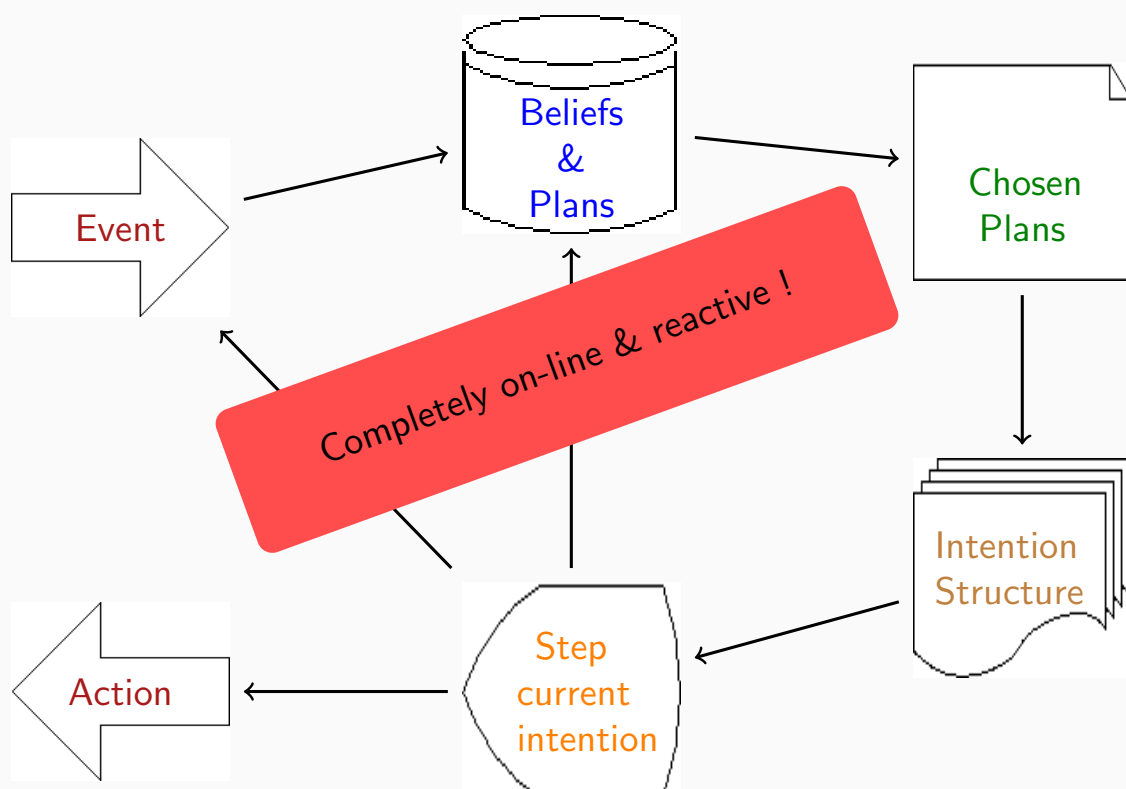 Beliefs
&
Plans
Chosen
Plans
Event
Completely on-line & reactive !
Intention
Structure
Step
current
intention
Action